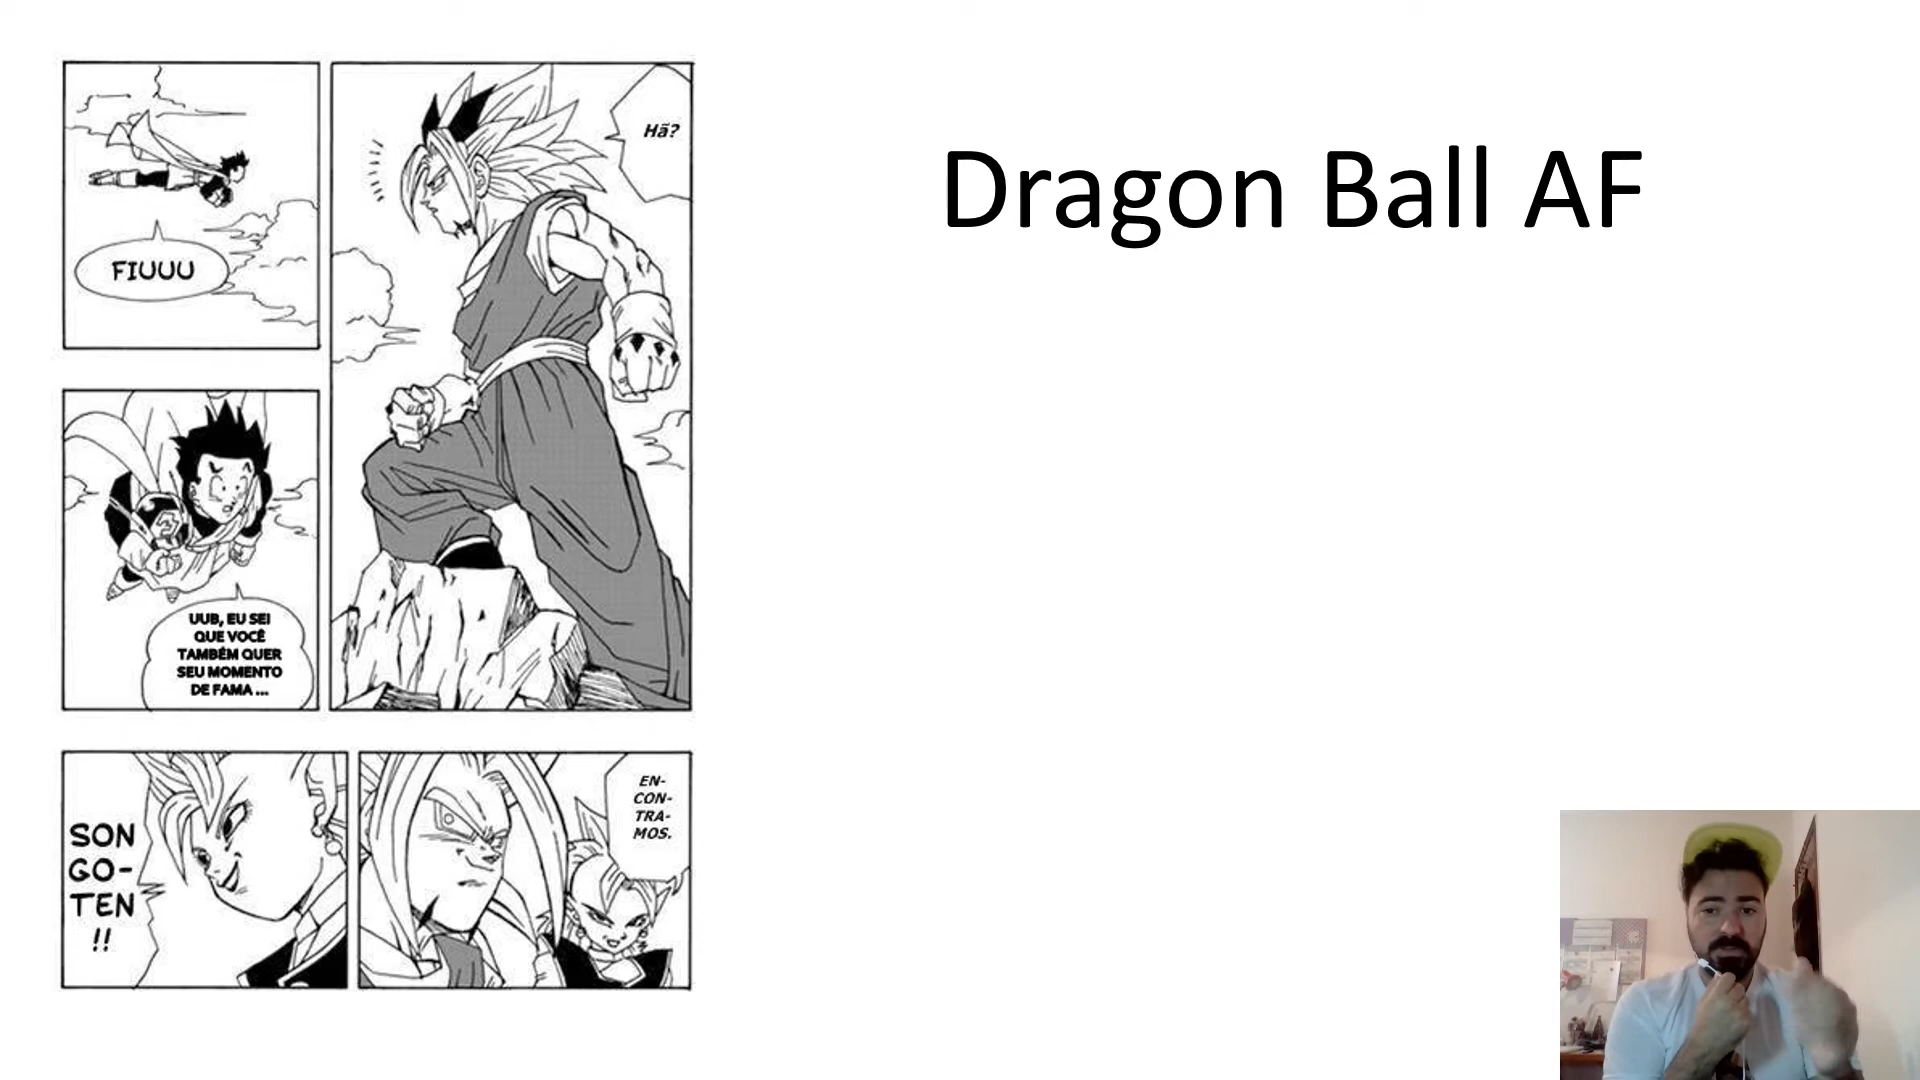 Dragon Ball AF
FIUUU
Hã?
UUB, EU SEI
QUE VOCÊ
TAMBÉM QUER
SEU MOMENTO
DE FAMA ...
SON
GO-
TEN
!!
EN-
CON-
TRA-
MOS.